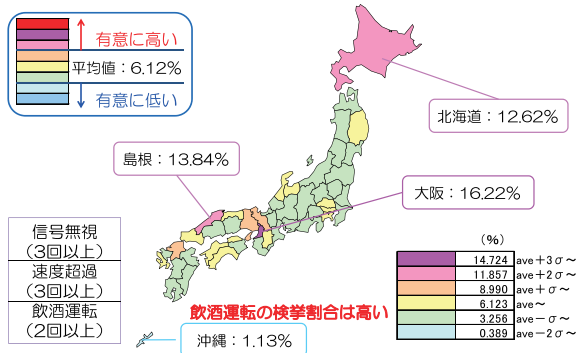 有意に高い
平均値：6.12%
有意に低い
北海道：12.62%
島根：13.84%
大阪：16.22%
信号無視
（3回以上）
速度超過
（3回以上）
飲酒運転
（2回以上）
（%）
14.724 ave＋3σ～
11.857 ave＋2σ～
8.990 ave＋σ～
6.123 ave～
3.256 ave－σ～
0.389 ave－2σ～
飲酒運転の検挙割合は高い
沖縄：1.13%